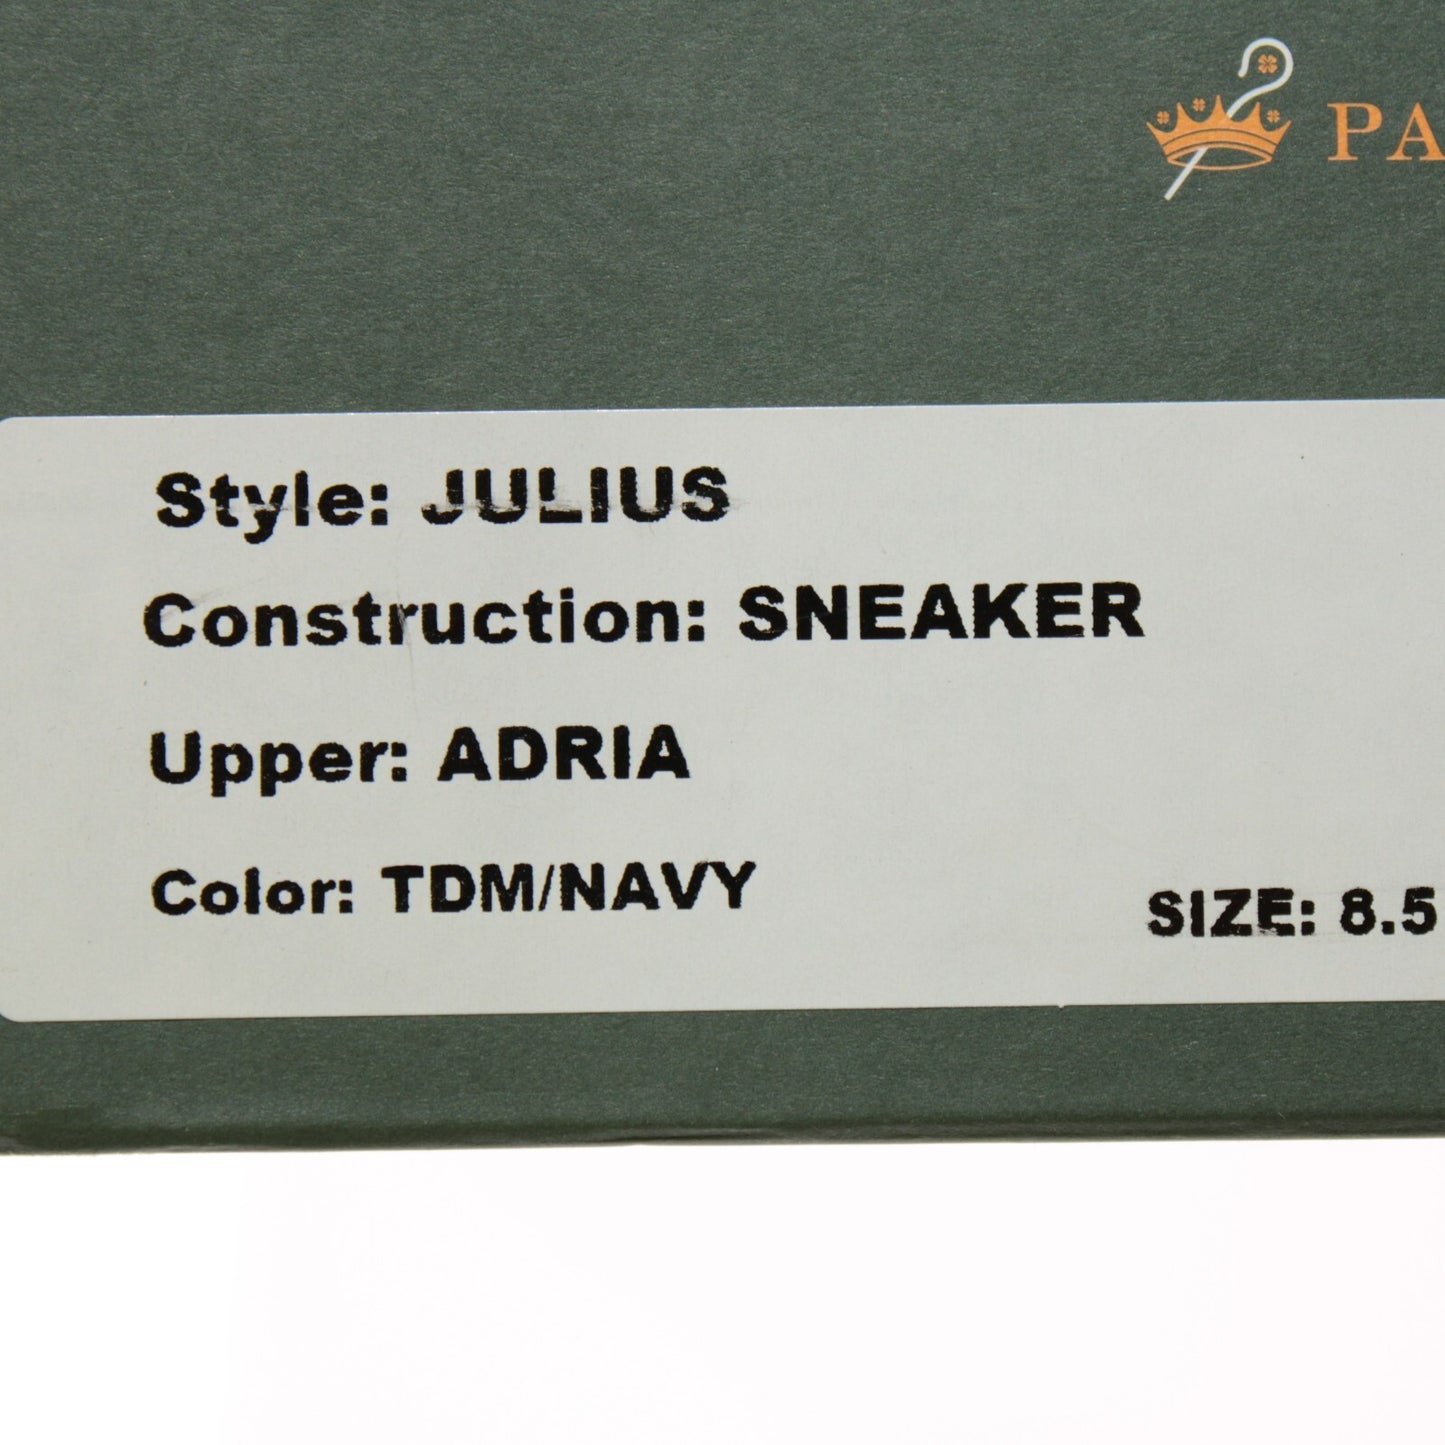 PA
Style: JULIUS
Construction: SNEAKER
Upper: ADRIA
Color: TDM/NAVY
SIZE: 8.5